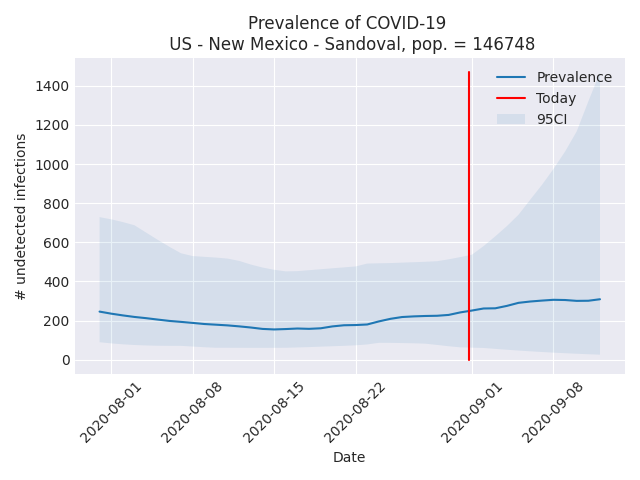 Prevalence of COVID-19
US - New Mexico - Sandoval, pop. = 146748
# undetected infections
1400
1200
1000
800
600
400
200
0
Prevalence
Today
95CI
2020-08-01
2020-08-08
2020-08-15
2020-08-22
2020-09-01
2020-09-08
Date